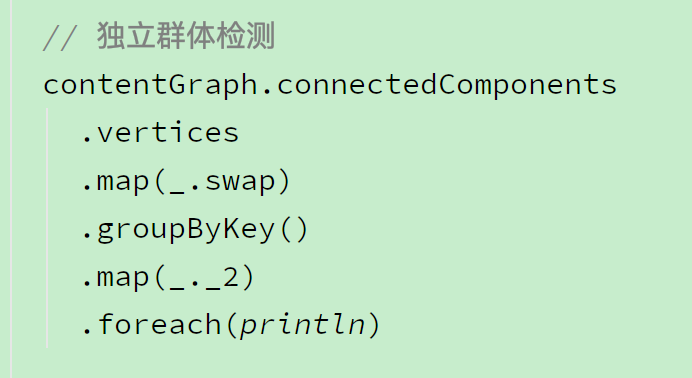 // 独立群体检测
contentGraph.connectedComponents
.vertices
.map(_.swap)
.groupByKey()
.map(_._2)
.foreach(println)